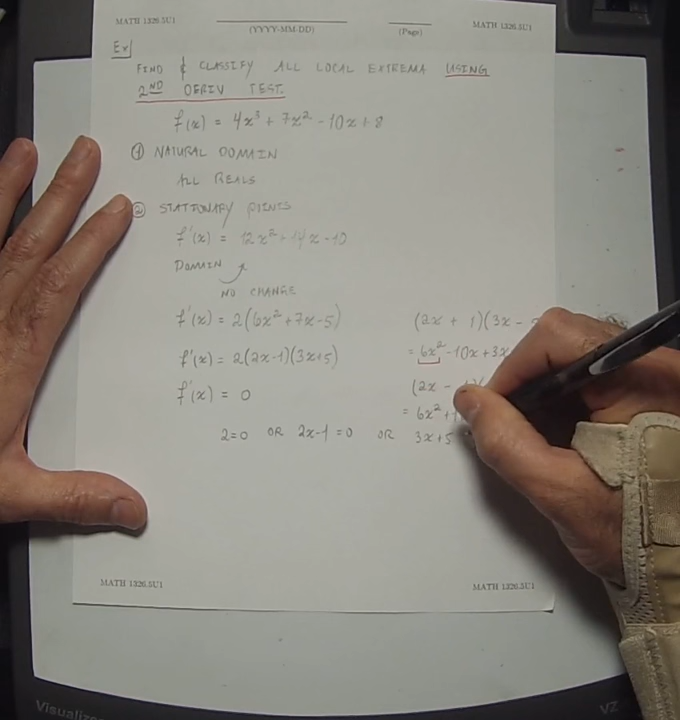 MATH 1326.5U1
(YYYY-MM-DD)
(Page)
MATH 1326.5U1
Ex
FIND & CLASSIFY ALL LOCAL EXTREMA USING
2ND DERIV TEST.
f(x) = 4x³ + 7x² - 10x + 8
① NATURAL DOMAIN
ALL REALS
② STATIONARY POINTS
f'(x) = 12x² + 14x - 10
DOMAIN
NO CHANGE
f'(x) = 2(6x² + 7x - 5)
(2x + 1)(3x -
f'(x) = 2(2x-1)(3x+5)
= 6x² - 10x + 3x
f'(x) = 0
(2x -
= 6x² +
2=0 OR 2x-1=0 OR 3x+5
MATH 1326.5U1
MATH 1326.5U1
Visualize
VZ